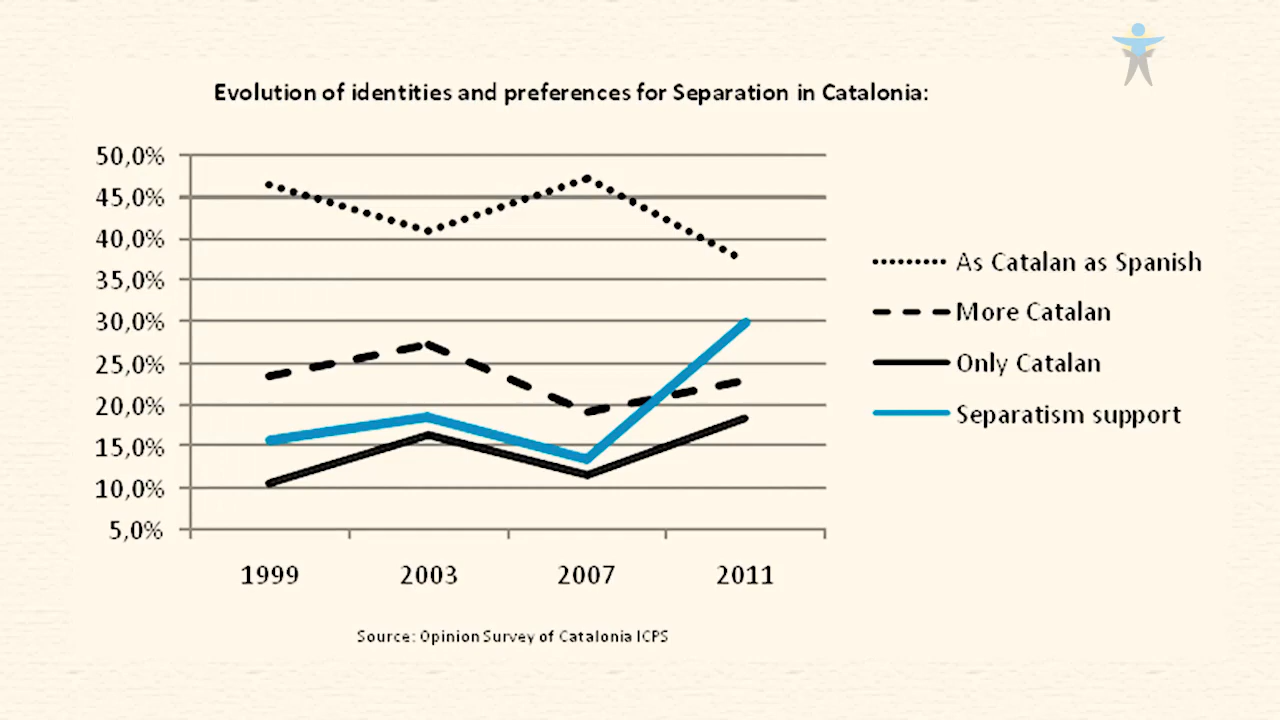 Evolution of identities and preferences for Separation in Catalonia:
50,0%
45,0%
40,0%
35,0%
30,0%
25,0%
20,0%
15,0%
10,0%
5,0%
1999 2003 2007 2011
As Catalan as Spanish
More Catalan
Only Catalan
Separatism support
Source: Opinion Survey of Catalonia ICPS